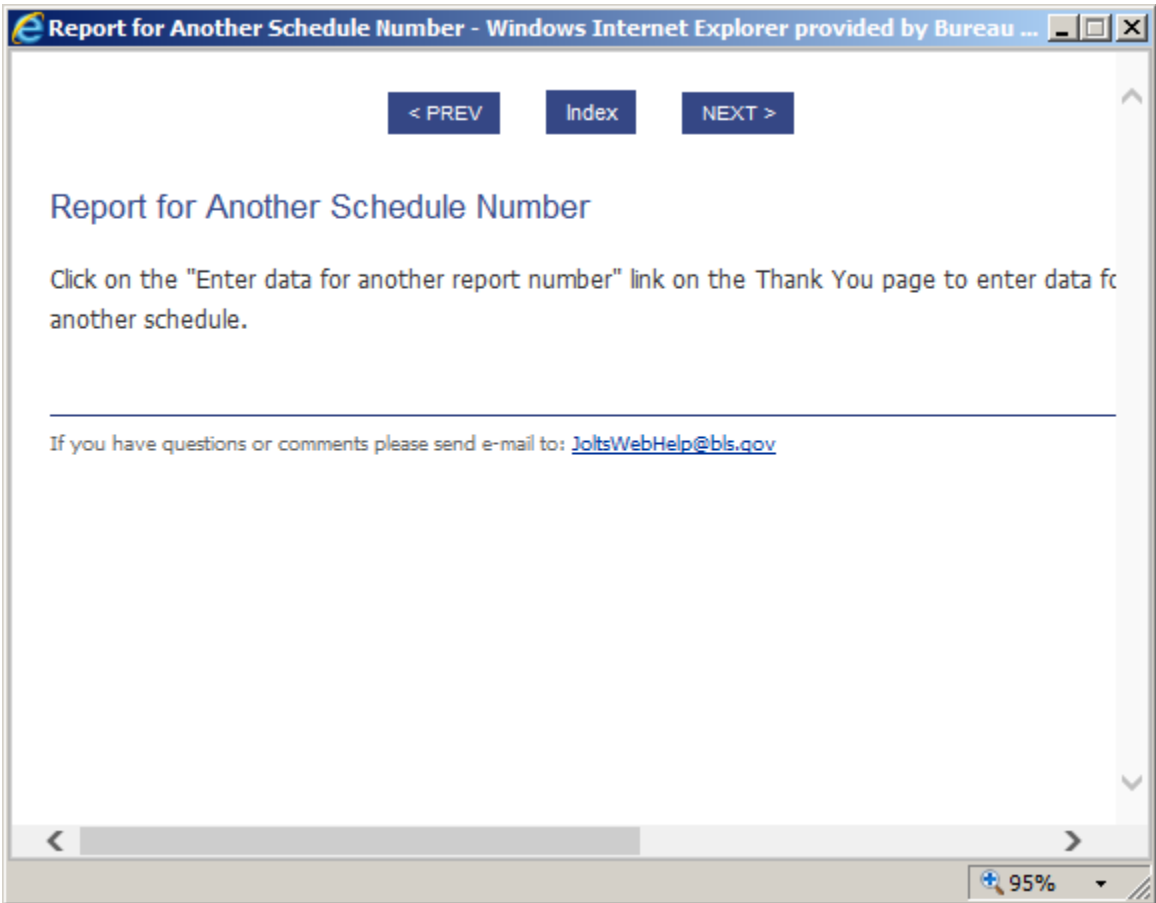 Report for Another Schedule Number - Windows Internet Explorer provided by Bureau ...
< PREV Index NEXT >
Report for Another Schedule Number
Click on the "Enter data for another report number" link on the Thank You page to enter data
another schedule.
If you have questions or comments please send e-mail to: JoltsWebHelp@bls.gov
95%